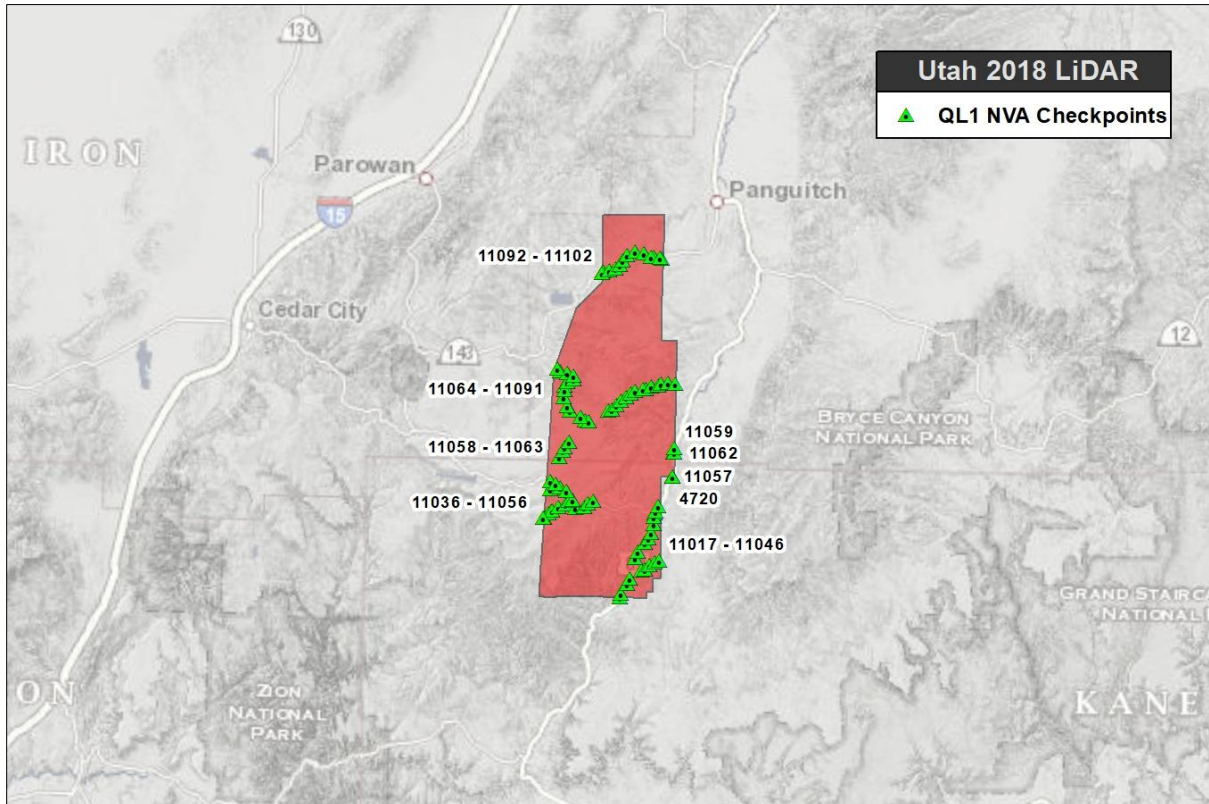 130
Utah 2018 LiDAR
QL1 NVA Checkpoints
IRON
Parowan
Panguitch
15
11092 - 11102
Cedar City
12
143
11064 - 11091
BRYCE CANYON
NATIONAL PARK
11059
11058 - 11063
11062
11057
11036 - 11056
4720
11017 - 11046
GRAND STAIRCA
NATIONAL
ON
ZION
NATIONAL
PARK
KANE